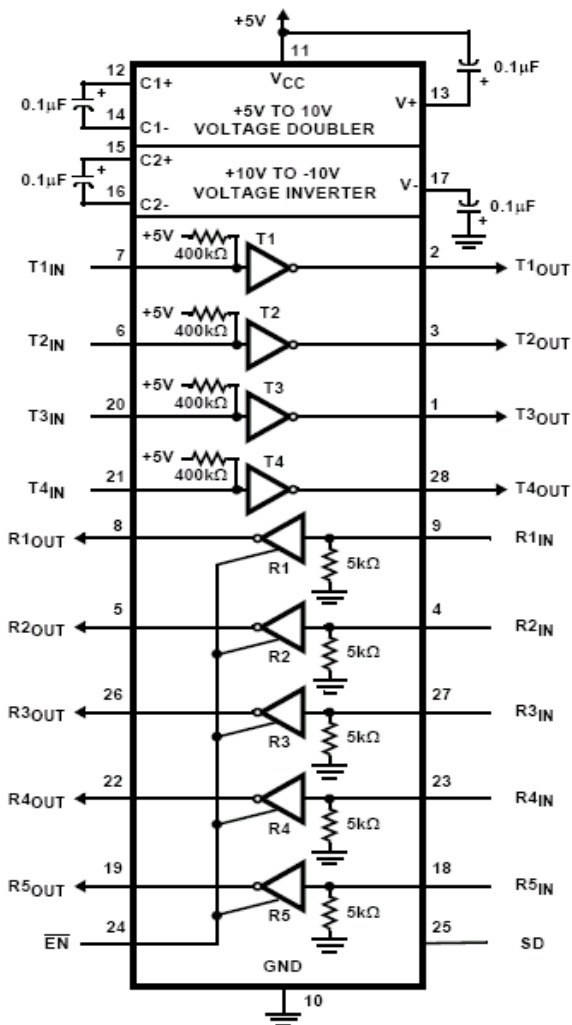 +5V
11
VCC
12
C1+
0.1µF
+
14
C1-
+5V TO 10V
VOLTAGE DOUBLER
V+
13
0.1µF
+
15
C2+
0.1µF
+
16
C2-
+10V TO -10V
VOLTAGE INVERTER
V-
17
0.1µF
+
T1IN
7
+5V
400kΩ
T1
2
T1OUT
T2IN
6
+5V
400kΩ
T2
3
T2OUT
T3IN
20
+5V
400kΩ
T3
1
T3OUT
T4IN
21
+5V
400kΩ
T4
28
T4OUT
R1OUT
8
R1
5kΩ
9
R1IN
R2OUT
5
R2
5kΩ
4
R2IN
R3OUT
26
R3
5kΩ
27
R3IN
R4OUT
22
R4
5kΩ
23
R4IN
R5OUT
19
R5
5kΩ
18
R5IN
E̅N̅
24
25
SD
GND
10